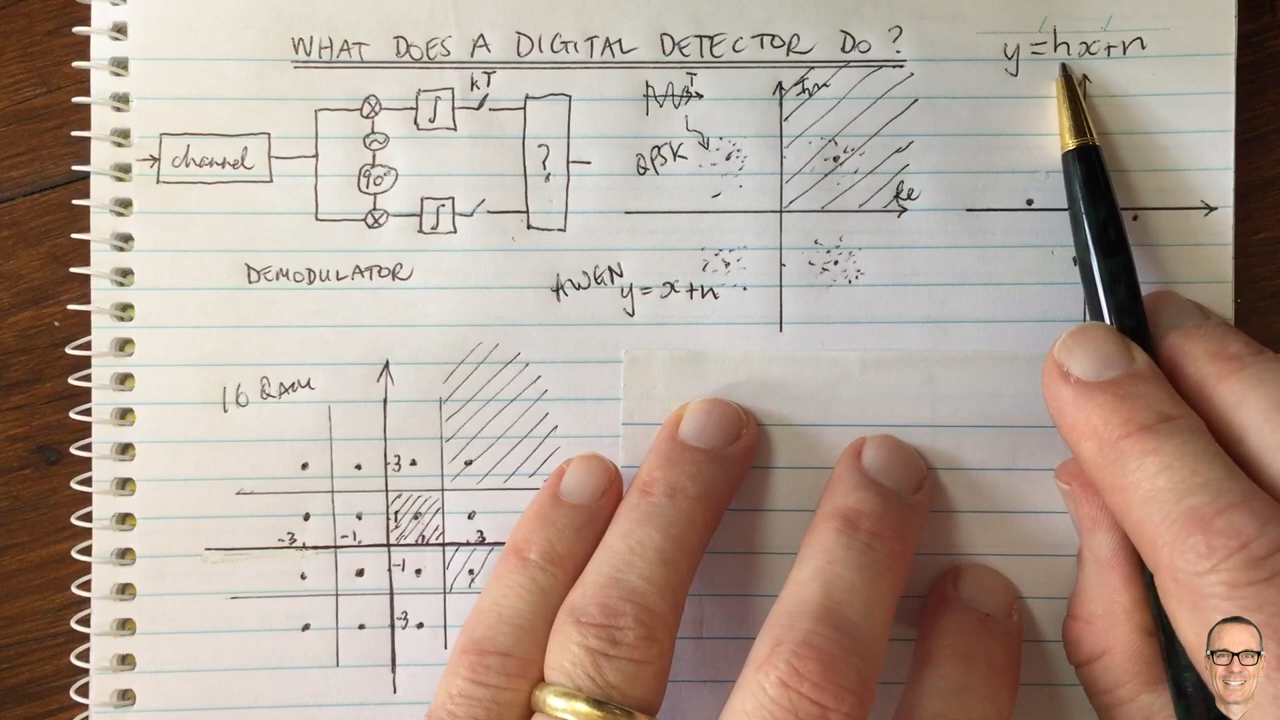 WHAT DOES A DIGITAL DETECTOR DO ?
y = hx+n
kT
T
Im
channel
∫
90°
?
QPSK
Re
∫
DEMODULATOR
AWGN
y = x+n
16 QAM
3
1
-3 -1 1 3
-1
-3